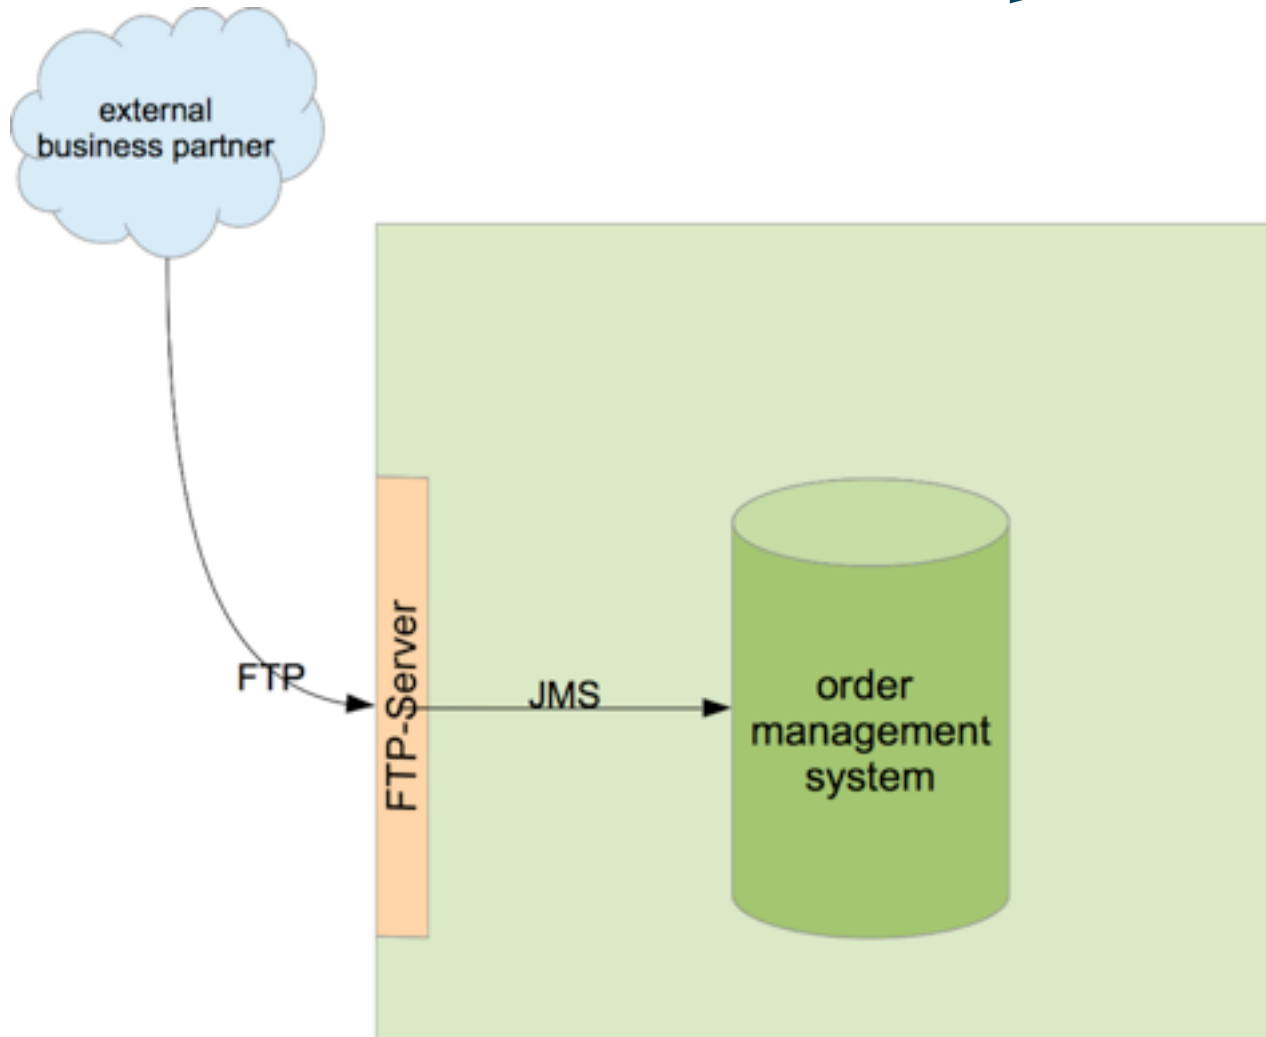 external
business partner
FTP
FTP-Server
JMS
order
management
system